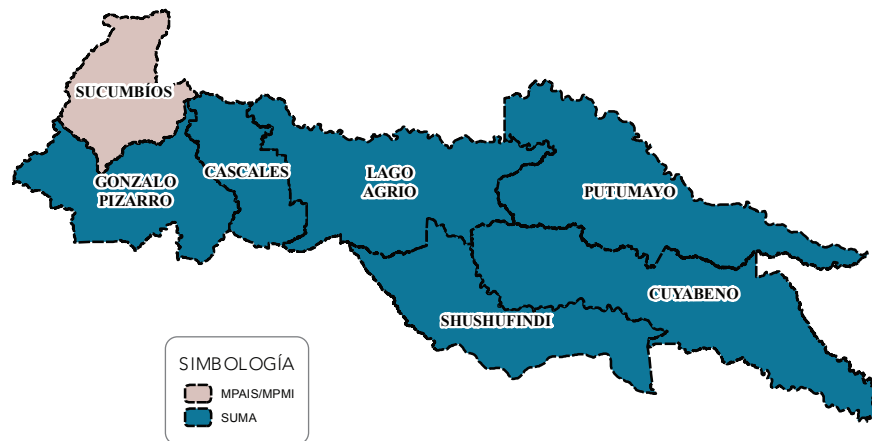 SUCUMBÍOS
GONZALO
PIZARRO
CASCALES
LAGO
AGRIO
PUTUMAYO
CUYABENO
SHUSHUFINDI
SIMBOLOGÍA
MPAIS/MPMI
SUMA